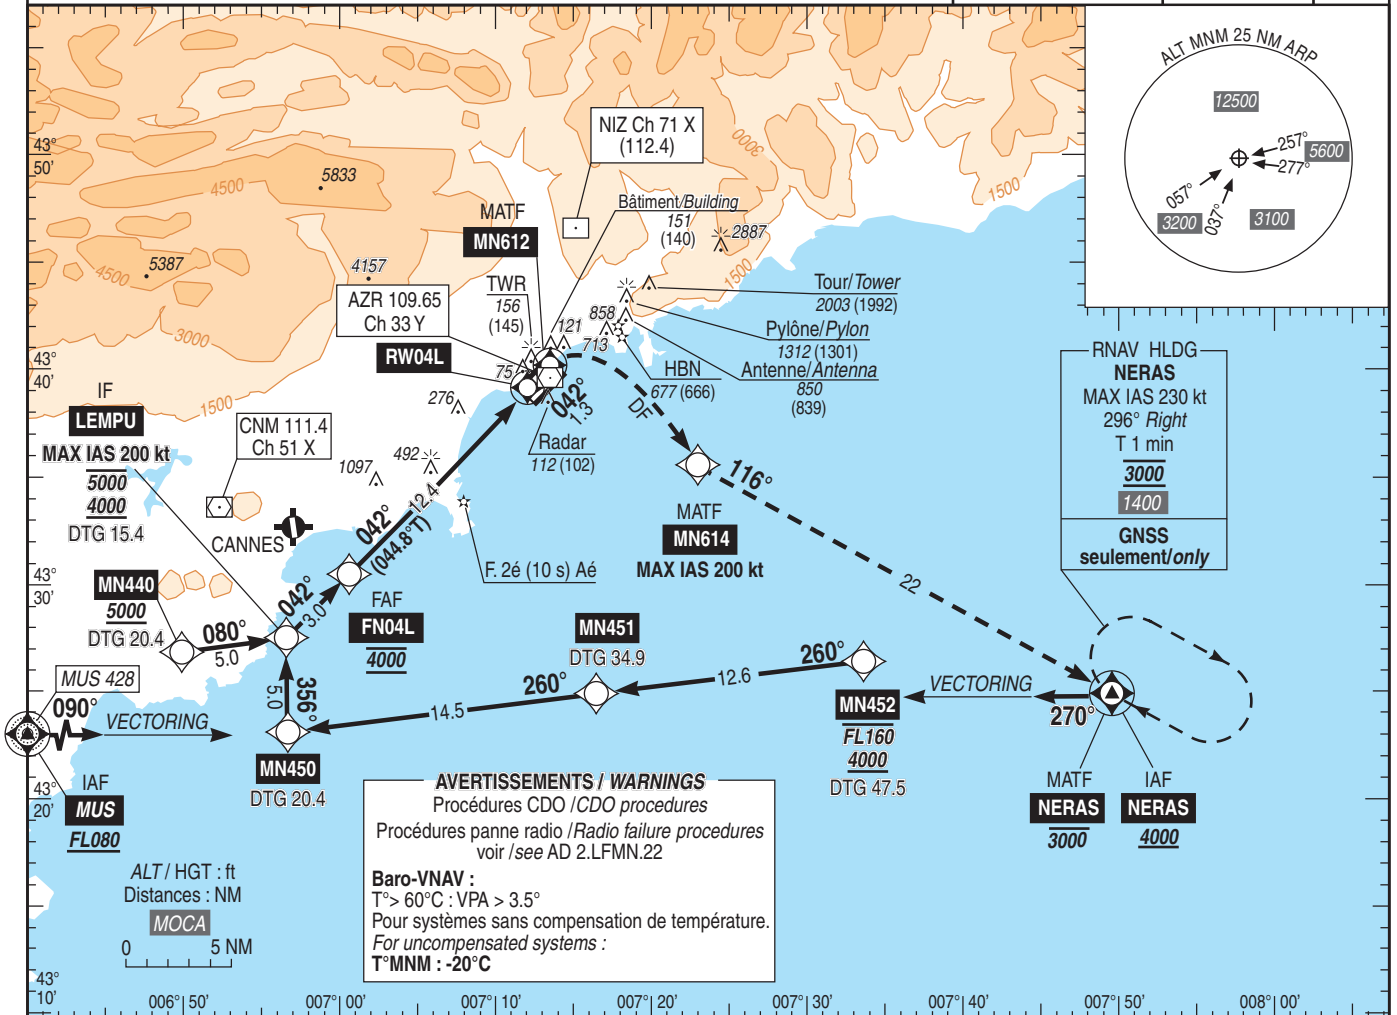 ALT MNM 25 NM ARP
12500
257°
5600
277°
057°
3200
037°
3100
NIZ Ch 71 X
(112.4)
43°
50'
5833
4500
3000
1500
MATF
MN612
Bâtiment/Building
151
(140)
2887
5387
4500
4157
1500
AZR 109.65
Ch 33 Y
TWR
156
(145)
Tour/Tower
2003 (1992)
858
121
713
Pylône/Pylon
1312 (1301)
3000
RW04L
75
HBN
677 (666)
Antenne/Antenna
850
(839)
RNAV HLDG
NERAS
MAX IAS 230 kt
296° Right
T 1 min
3000
1400
GNSS
seulement/only
43°
40'
IF
LEMPU
MAX IAS 200 kt
5000
4000
DTG 15.4
1500
276
042°
1.3
DF
CNM 111.4
Ch 51 X
Radar
112 (102)
1097
492
12.4
042°
(044.8°T)
116°
MATF
MN614
MAX IAS 200 kt
CANNES
F. 2é (10 s) Aé
22
43°
30'
MN440
5000
DTG 20.4
042°
3.0
FAF
FN04L
4000
080°
5.0
MN451
DTG 34.9
260°
12.6
260°
MUS 428
090°
VECTORING
5.0
356°
14.5
MN452
FL160
4000
DTG 47.5
VECTORING
270°
MN450
DTG 20.4
IAF
MUS
FL080
MATF
NERAS
3000
IAF
NERAS
4000
43°
20'
AVERTISSEMENTS / WARNINGS
Procédures CDO /CDO procedures
Procédures panne radio /Radio failure procedures
voir /see AD 2.LFMN.22
Baro-VNAV :
T°> 60°C : VPA > 3.5°
Pour systèmes sans compensation de température.
For uncompensated systems :
T°MNM : -20°C
ALT / HGT : ft
Distances : NM
MOCA
0 5 NM
43°
10'
006°50' 007°00' 007°10' 007°20' 007°30' 007°40' 007°50' 008°00'